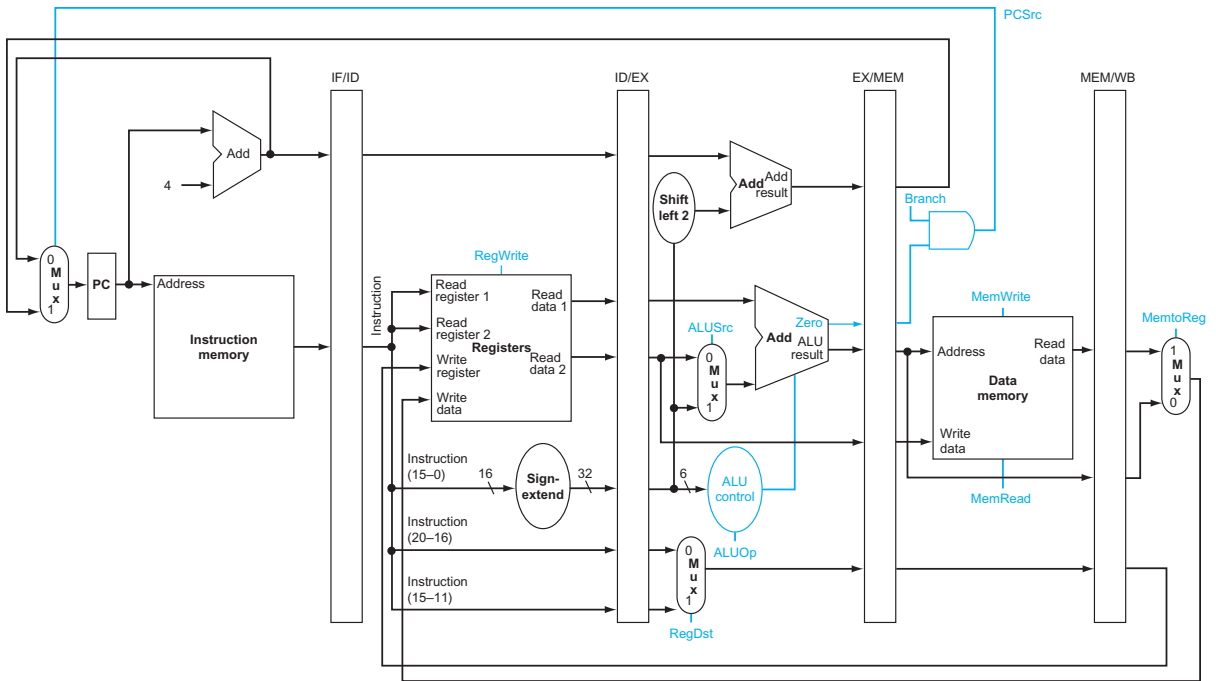 PCSrc
IF/ID
ID/EX
EX/MEM
MEM/WB
Add
4
Add
Add
result
Shift
left 2
Branch
0
M
u
x
1
PC
Address
Instruction
memory
Instruction
RegWrite
Read
register 1
Read
register 2
Write
register
Write
data
Registers
Read
data 1
Read
data 2
ALUSrc
0
M
u
x
1
Zero
Add
ALU
result
MemWrite
Address
Read
data
Data
memory
Write
data
MemRead
MemtoReg
1
M
u
x
0
Instruction
(15–0)
16
Sign-
extend
32
6
ALU
control
ALUOp
Instruction
(20–16)
Instruction
(15–11)
0
M
u
x
1
RegDst